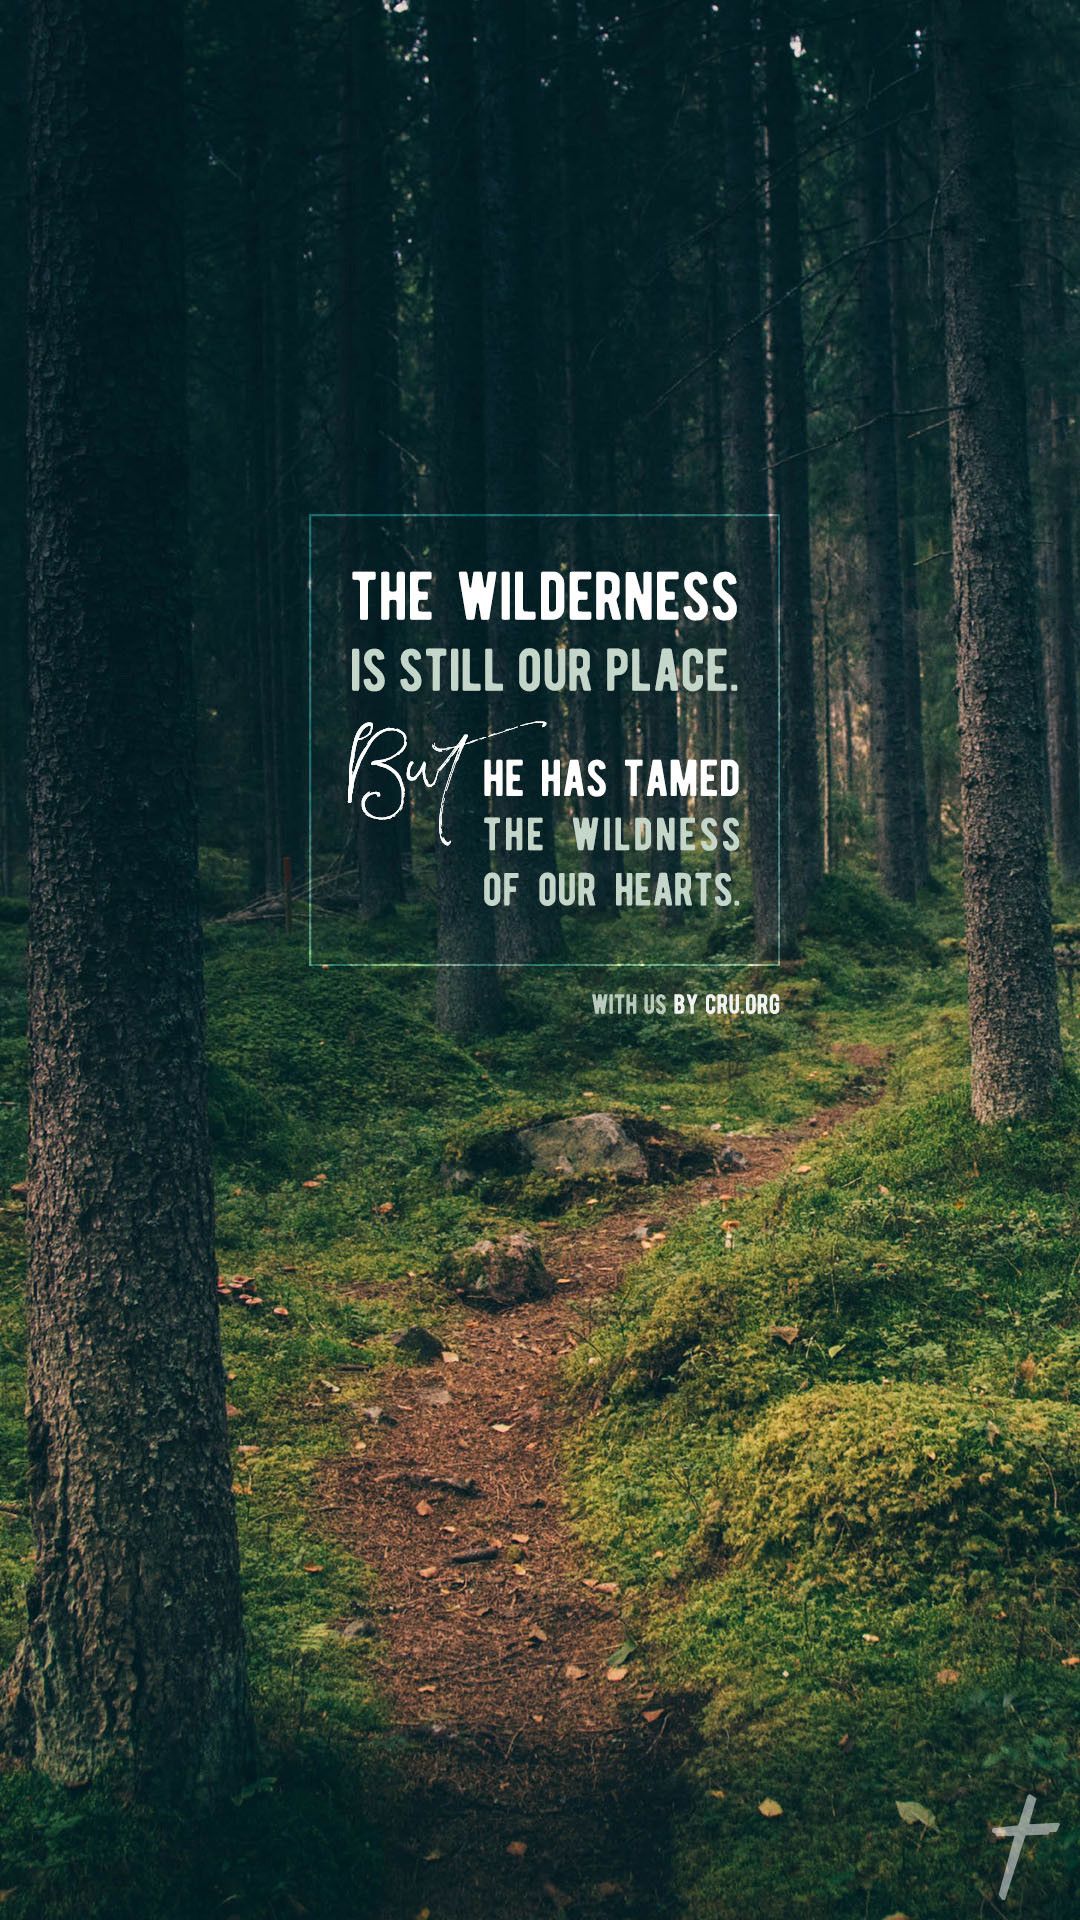 THE WILDERNESS
IS STILL OUR PLACE.
But HE HAS TAMED
THE WILDNESS
OF OUR HEARTS.
WITH US BY CRU.ORG